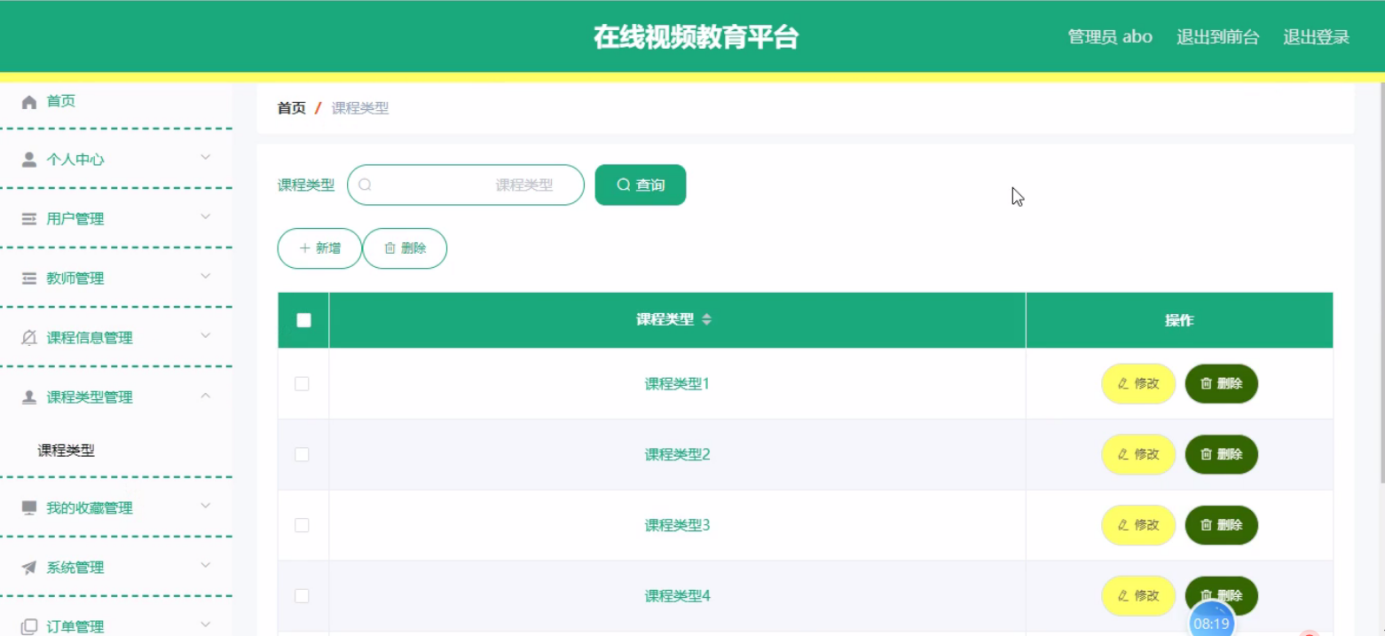 在线视频教育平台
管理员 abo 退出到前台 退出登录
首页
个人中心
用户管理
教师管理
课程信息管理
课程类型管理
课程类型
我的收藏管理
系统管理
订单管理
首页 / 课程类型
课程类型 课程类型 查询
新增 删除
课程类型 操作
课程类型1 修改 删除
课程类型2 修改 删除
课程类型3 修改 删除
课程类型4 修改 删除
08:19